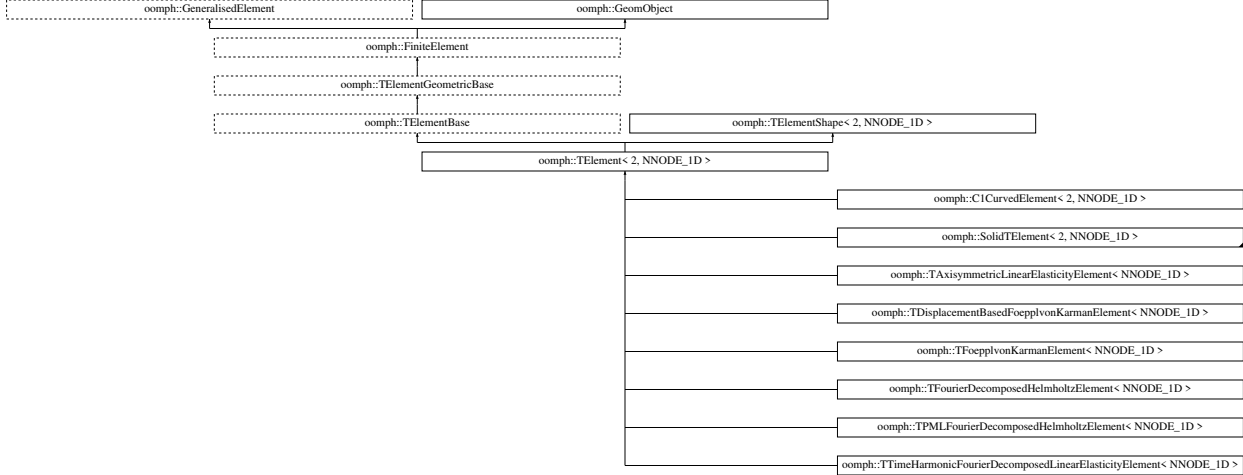 oomph::GeneralisedElement
oomph::GeomObject
oomph::FiniteElement
oomph::TElementGeometricBase
oomph::TElementBase
oomph::TElementShape< 2, NNODE_1D >
oomph::TElement< 2, NNODE_1D >
oomph::C1CurvedElement< 2, NNODE_1D >
oomph::SolidTElement< 2, NNODE_1D >
oomph::TAxisymmetricLinearElasticityElement< NNODE_1D >
oomph::TDisplacementBasedFoepplvonKarmanElement< NNODE_1D >
oomph::TFoepplvonKarmanElement< NNODE_1D >
oomph::TFourierDecomposedHelmholtzElement< NNODE_1D >
oomph::TPMLFourierDecomposedHelmholtzElement< NNODE_1D >
oomph::TTimeHarmonicFourierDecomposedLinearElasticityElement< NNODE_1D >